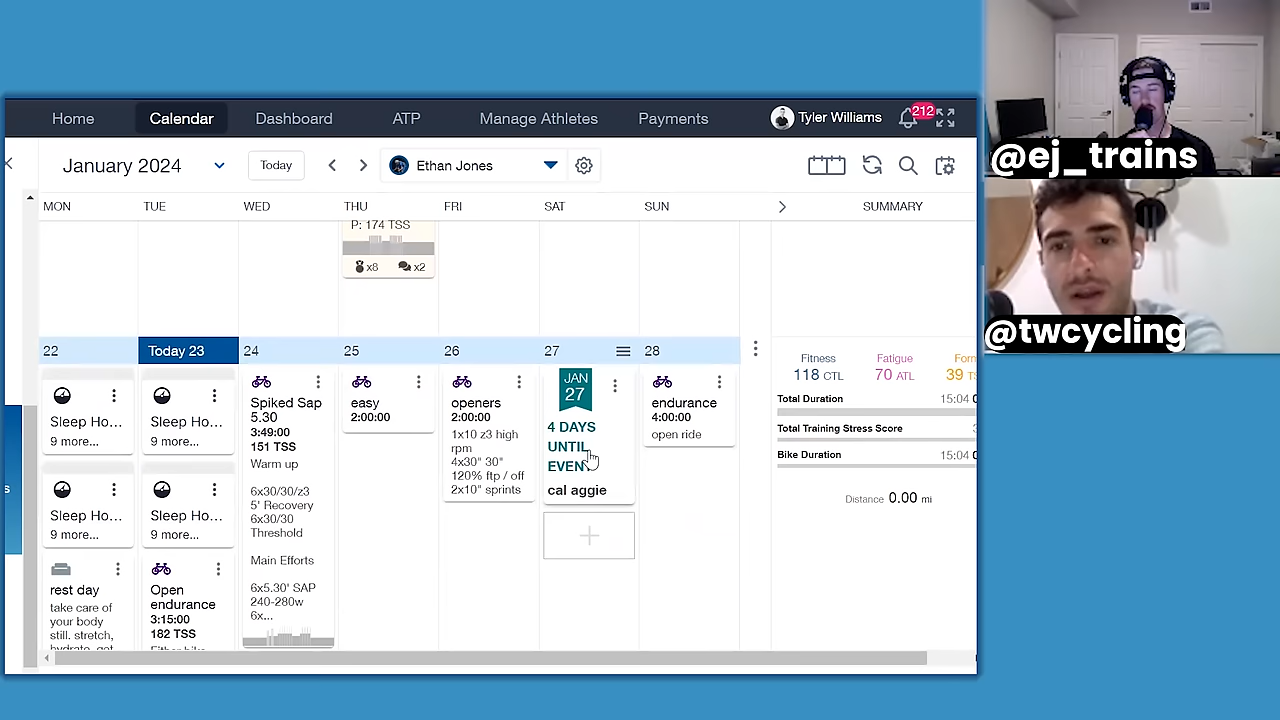 Home Calendar Dashboard ATP Manage Athletes Payments Tyler Williams 212
January 2024 Today Ethan Jones
MON TUE WED THU FRI SAT SUN SUMMARY
P: 174 TSS
x8 x2
22 Today 23 24 25 26 27 28
Sleep Ho...
9 more...
Sleep Ho...
9 more...
rest day
take care of
your body
still. stretch,
Sleep Ho...
9 more...
Sleep Ho...
9 more...
Open
endurance
3:15:00
182 TSS
Spiked Sap
5.30
3:49:00
151 TSS
Warm up
6x30/30/z3
5' Recovery
6x30/30
Threshold
Main Efforts
6x5.30' SAP
240-280w
6x...
easy
2:00:00
openers
2:00:00
1x10 z3 high
rpm
4x30" 30"
120% ftp / off
2x10" sprints
JAN
27
4 DAYS
UNTIL
EVEN
cal aggie
endurance
4:00:00
open ride
Fitness Fatigue Form
118 CTL 70 ATL 39 TS
Total Duration 15:04
Total Training Stress Score
Bike Duration 15:04
Distance 0.00 mi
@ej_trains
@twcycling